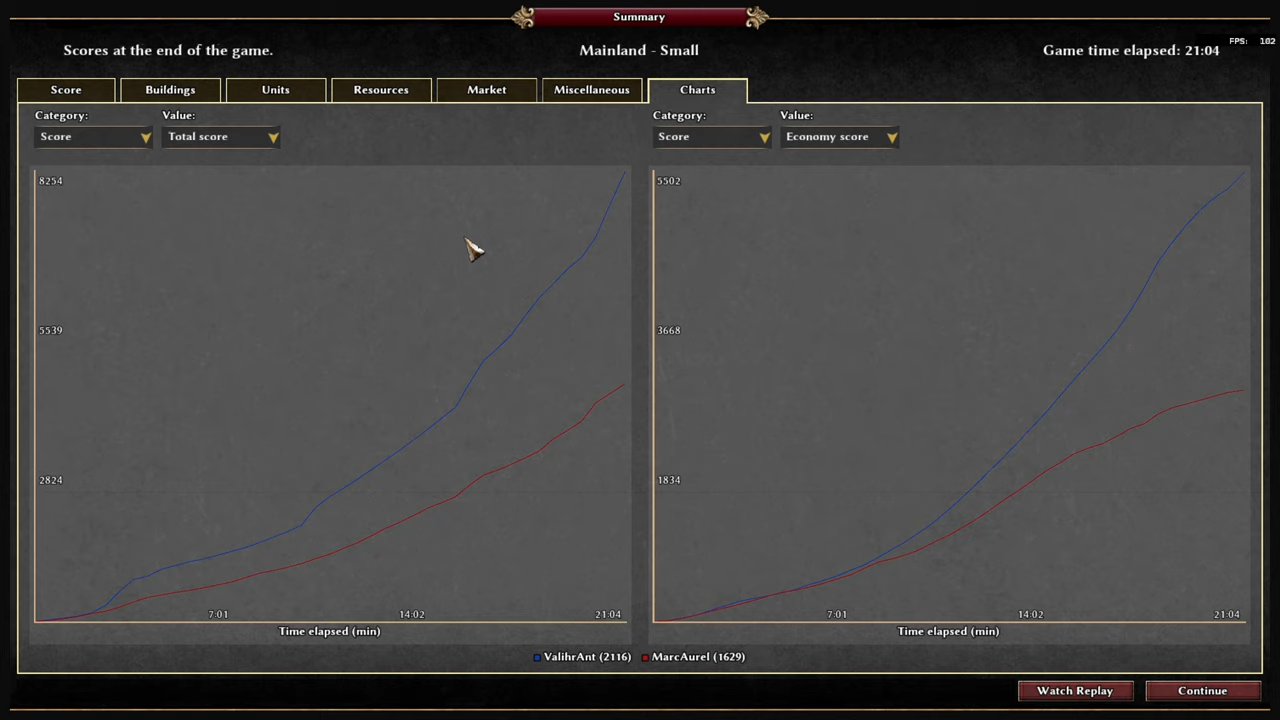 Summary
Scores at the end of the game.
Mainland - Small
Game time elapsed: 21:04
FPS: 102
Score
Buildings
Units
Resources
Market
Miscellaneous
Charts
Category:
Value:
Score
Total score
Category:
Value:
Score
Economy score
8254
5539
2824
7:01
14:02
21:04
Time elapsed (min)
5502
3668
1834
7:01
14:02
21:04
Time elapsed (min)
ValihrAnt (2116)
MarcAurel (1629)
Watch Replay
Continue